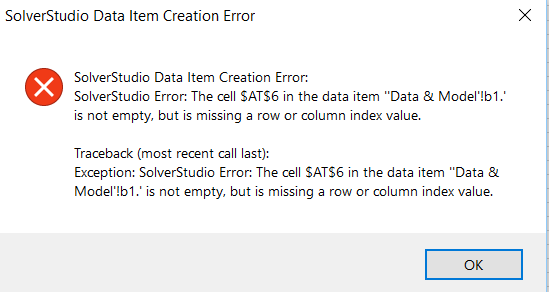 SolverStudio Data Item Creation Error
SolverStudio Data Item Creation Error:
SolverStudio Error: The cell $AT$6 in the data item "Data & Model'!b1.'
is not empty, but is missing a row or column index value.
Traceback (most recent call last):
Exception: SolverStudio Error: The cell $AT$6 in the data item "Data &
Model'!b1.' is not empty, but is missing a row or column index value.
OK